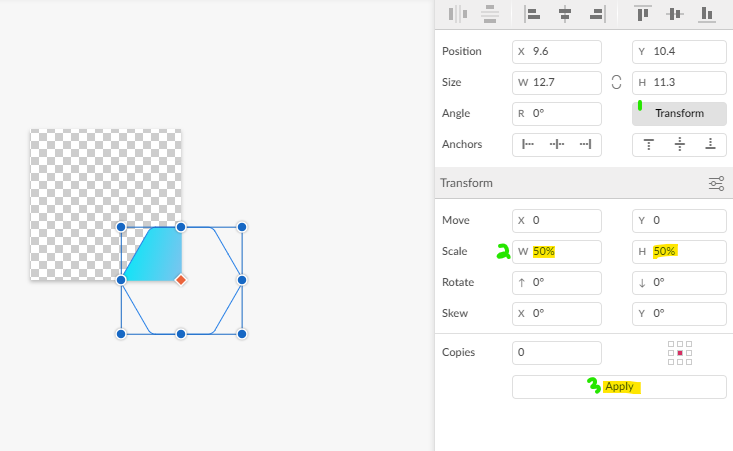 Position X 9.6 Y 10.4
Size W 12.7 H 11.3
Angle R 0° 1 Transform
Anchors
Transform
Move X 0 Y 0
Scale 2 W 50% H 50%
Rotate 0° 0°
Skew X 0° Y 0°
Copies 0
3 Apply